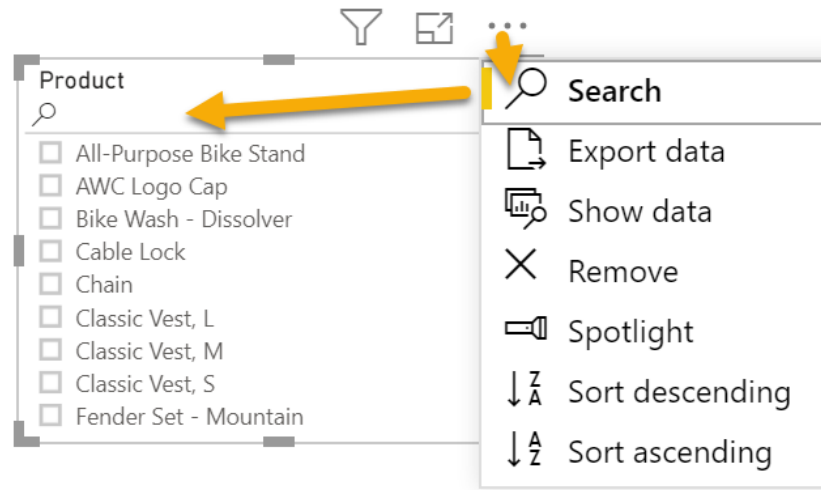 Product
All-Purpose Bike Stand
AWC Logo Cap
Bike Wash - Dissolver
Cable Lock
Chain
Classic Vest, L
Classic Vest, M
Classic Vest, S
Fender Set - Mountain
Search
Export data
Show data
Remove
Spotlight
Z
A
Sort descending
A
Z
Sort ascending